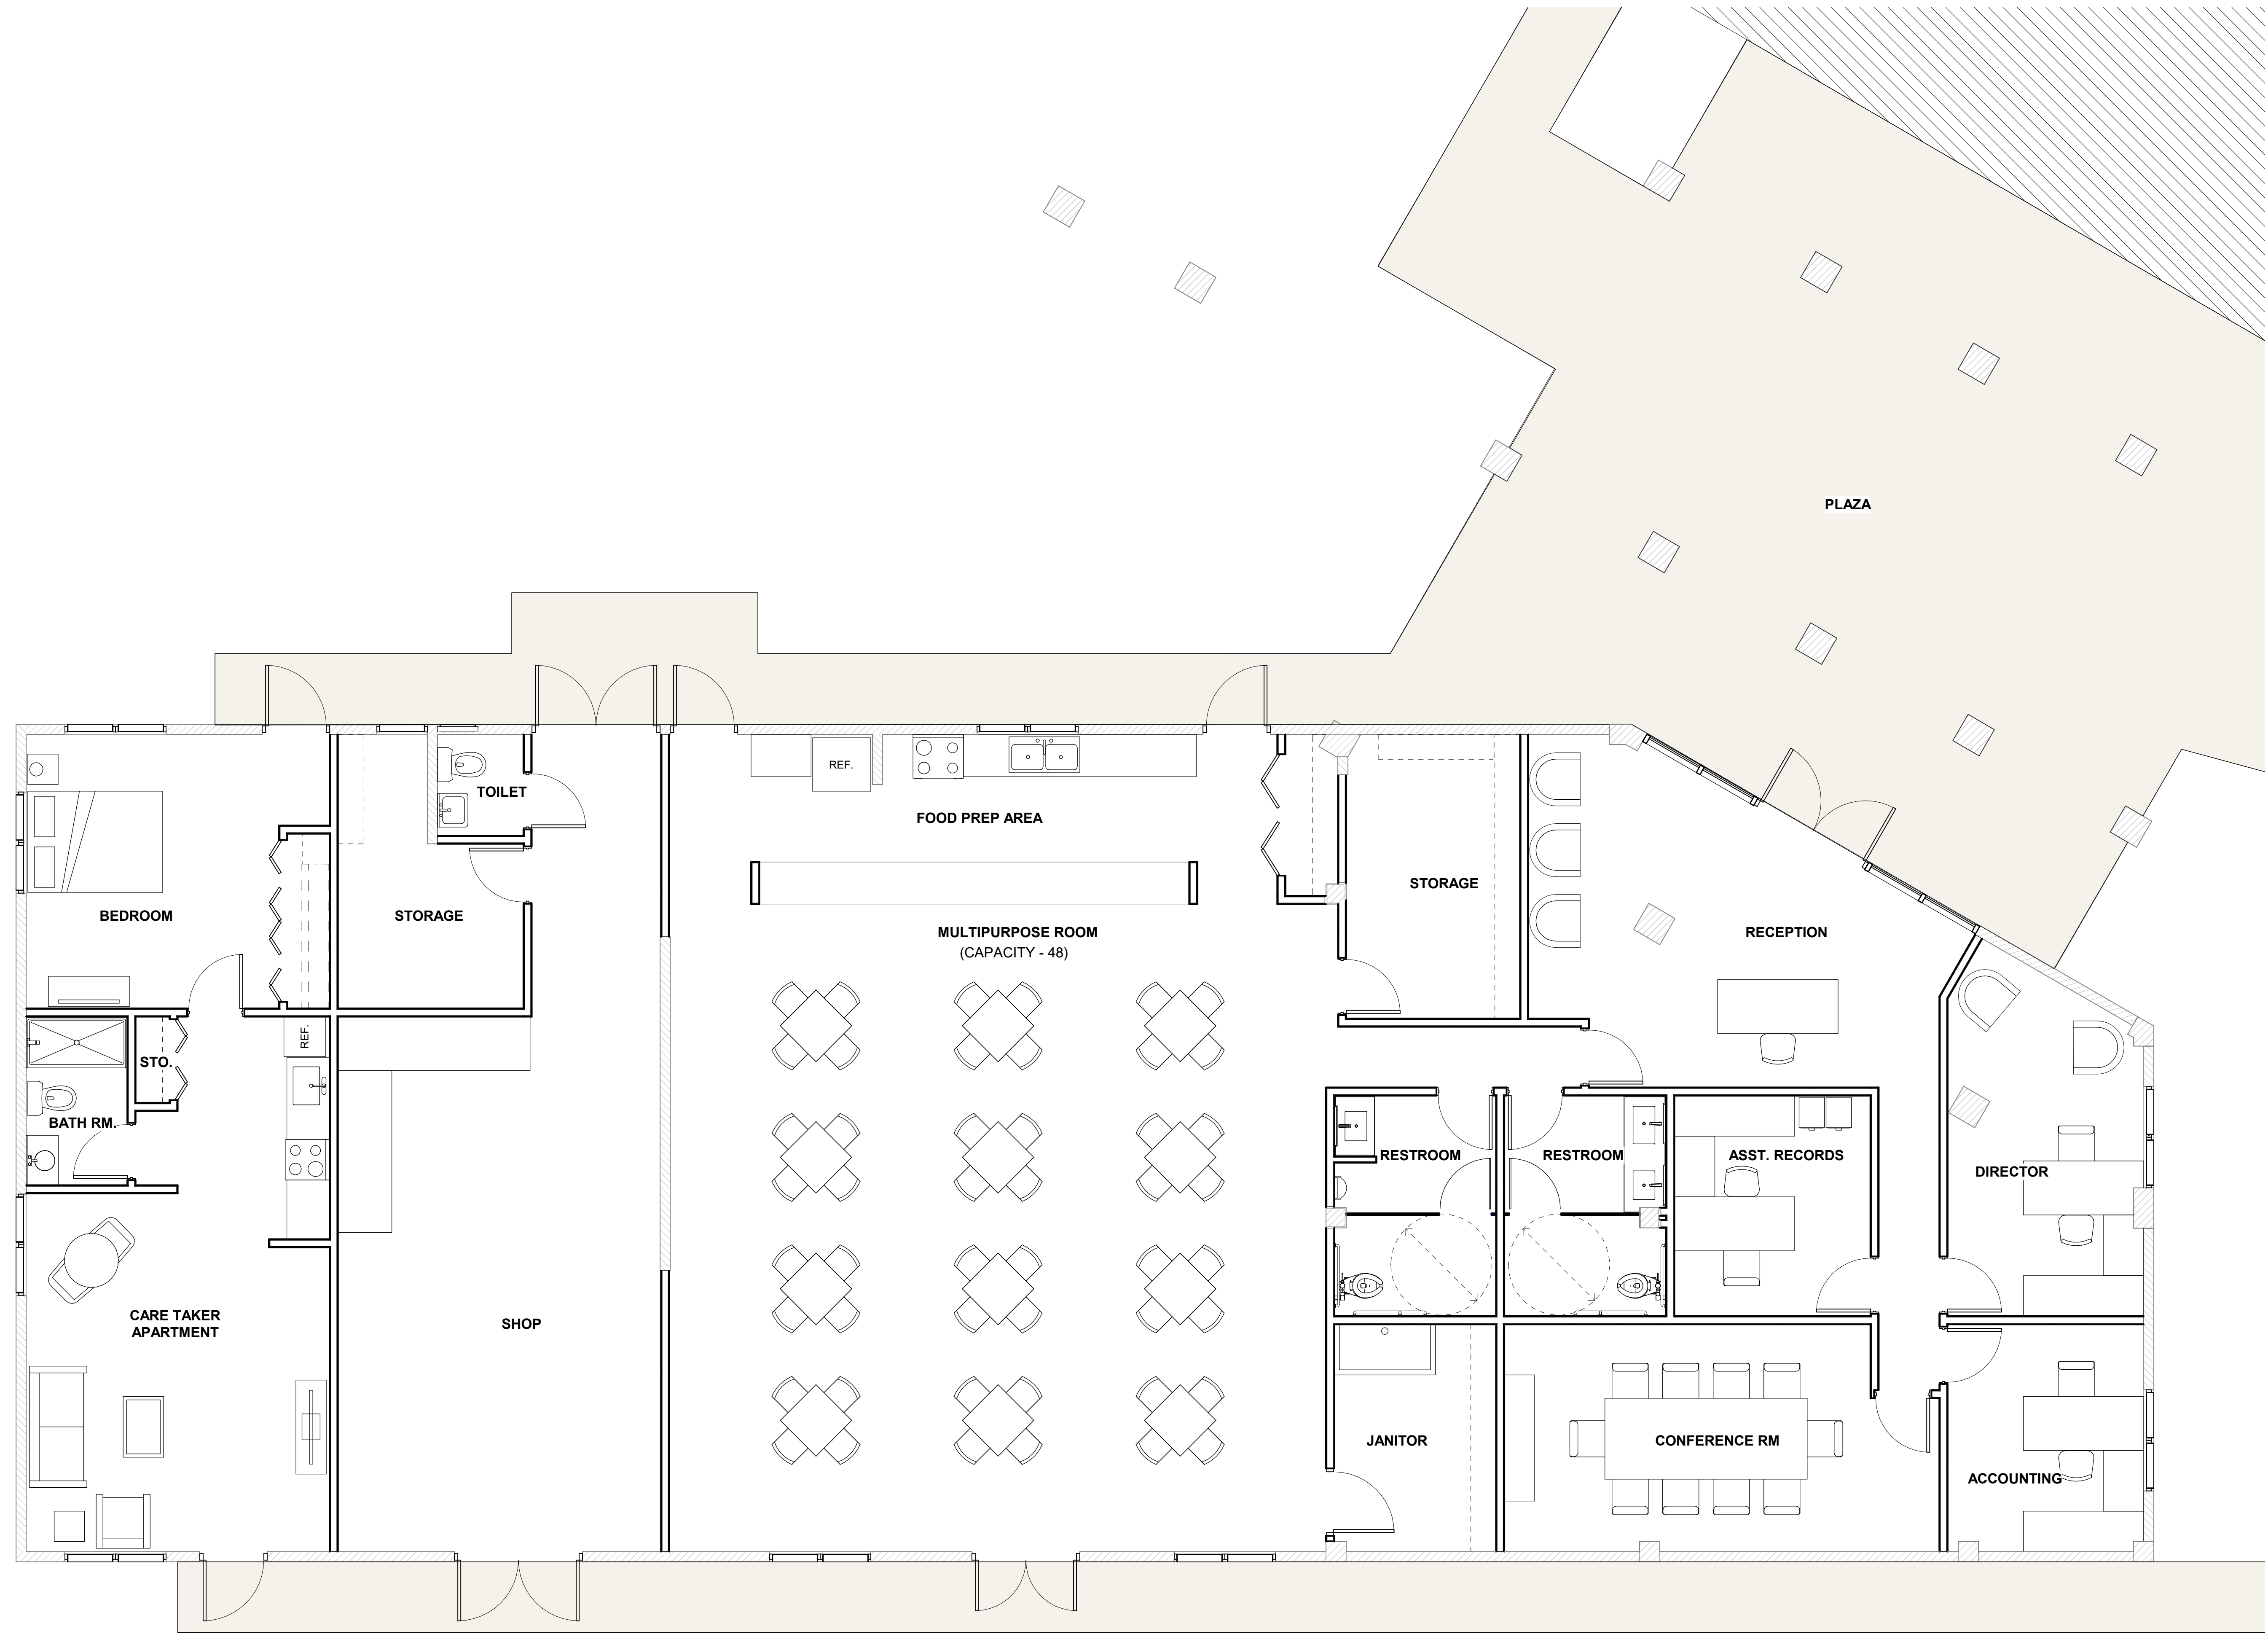 PLAZA
REF.
TOILET
FOOD PREP AREA
STORAGE
BEDROOM
STORAGE
MULTIPURPOSE ROOM
(CAPACITY - 48)
RECEPTION
REF.
STO.
BATH RM.
RESTROOM
RESTROOM
ASST. RECORDS
DIRECTOR
CARE TAKER
APARTMENT
SHOP
JANITOR
CONFERENCE RM
ACCOUNTING